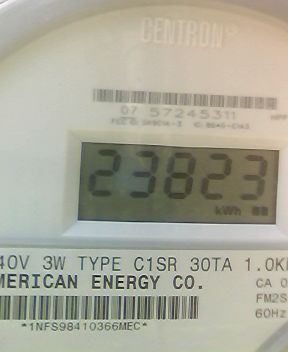 CENTRON®
07 57245311
23823
kWh
40V 3W TYPE C1SR 30TA 1.0K
MERICAN ENERGY CO.
CA 0
FM2S
60Hz
*1NFS98410366MEC*